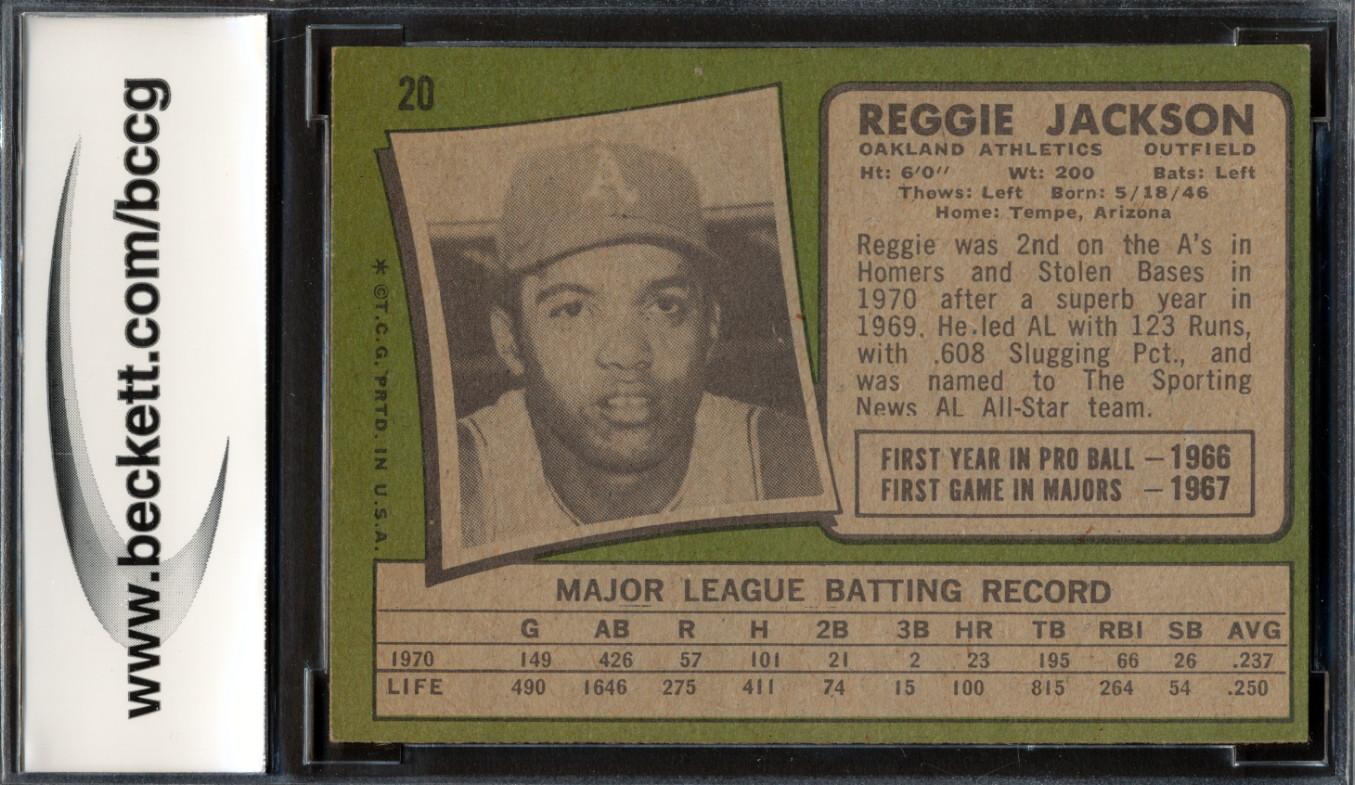 www.beckett.com/bccg
20
* ©T.C.G. PRTD. IN U.S.A.
A
REGGIE JACKSON
OAKLAND ATHLETICS OUTFIELD
Ht: 6'0'' Wt: 200 Bats: Left
Thows: Left Born: 5/18/46
Home: Tempe, Arizona
Reggie was 2nd on the A's in
Homers and Stolen Bases in
1970 after a superb year in
1969. He led AL with 123 Runs,
with .608 Slugging Pct., and
was named to The Sporting
News AL All-Star team.
FIRST YEAR IN PRO BALL — 1966
FIRST GAME IN MAJORS — 1967
MAJOR LEAGUE BATTING RECORD
G AB R H 2B 3B HR TB RBI SB AVG
1970 149 426 57 101 21 2 23 195 66 26 .237
LIFE 490 1646 275 411 74 15 100 815 264 54 .250